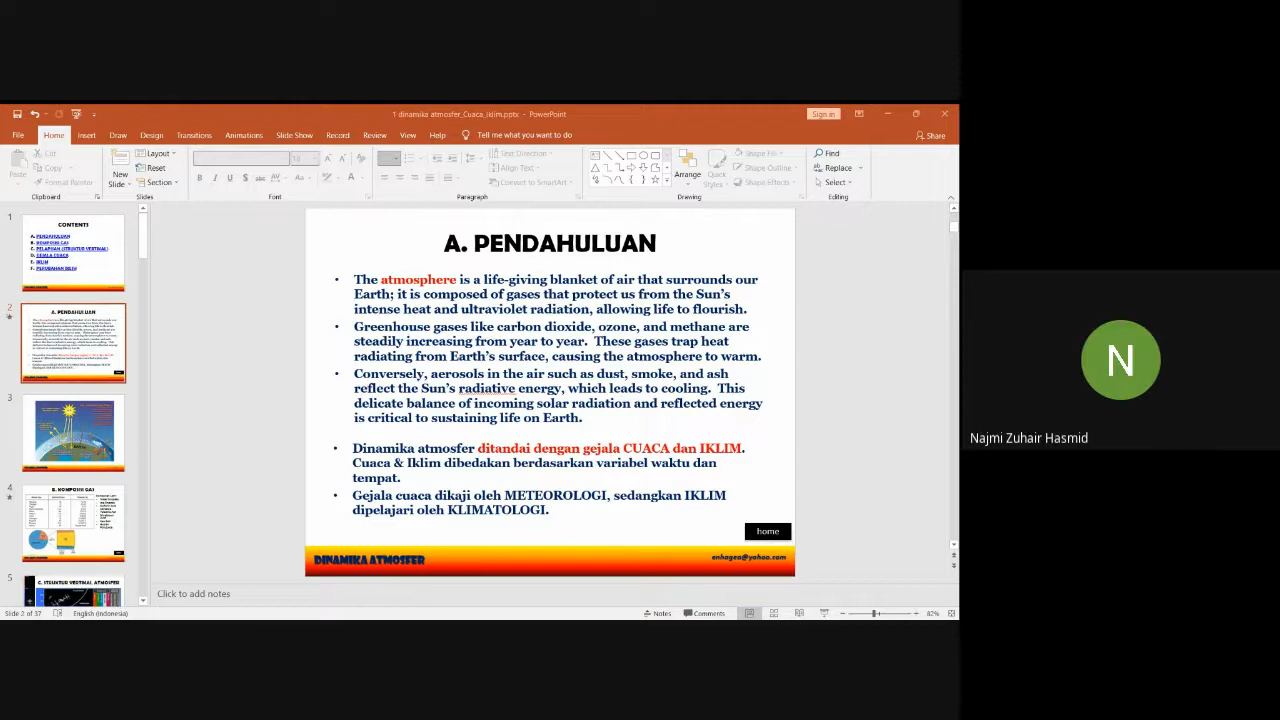 1 dinamika atmosfer_Cuaca_Iklim.pptx - PowerPoint
Sign in
File Home Insert Draw Design Transitions Animations Slide Show Record Review View Help Tell me what you want to do
Share
Paste
Cut
Copy
Format Painter
Clipboard
New
Slide
Layout
Reset
Section
Slides
18
Font
Text Direction
Align Text
Convert to SmartArt
Paragraph
Arrange
Quick
Styles
Shape Fill
Shape Outline
Shape Effects
Drawing
Find
Replace
Select
Editing
1
CONTENTS
A. PENDAHULUAN
B. KOMPOSISI GAS
C. PELAPISAN (STRUKTUR VERTIKAL)
D. GEJALA CUACA
E. IKLIM
F. PERUBAHAN IKLIM
2
A. PENDAHULUAN
3
4
B. KOMPOSISI GAS
5
C. STRUKTUR VERTIKAL ATMOSFER
A. PENDAHULUAN
• The atmosphere is a life-giving blanket of air that surrounds our
Earth; it is composed of gases that protect us from the Sun's
intense heat and ultraviolet radiation, allowing life to flourish.
• Greenhouse gases like carbon dioxide, ozone, and methane are
steadily increasing from year to year. These gases trap heat
radiating from Earth's surface, causing the atmosphere to warm.
• Conversely, aerosols in the air such as dust, smoke, and ash
reflect the Sun's radiative energy, which leads to cooling. This
delicate balance of incoming solar radiation and reflected energy
is critical to sustaining life on Earth.
• Dinamika atmosfer ditandai dengan gejala CUACA dan IKLIM.
Cuaca & Iklim dibedakan berdasarkan variabel waktu dan
tempat.
• Gejala cuaca dikaji oleh METEOROLOGI, sedangkan IKLIM
dipelajari oleh KLIMATOLOGI.
home
DINAMIKA ATMOSFER
enhagea@yahoo.com
Click to add notes
Slide 2 of 37
English (Indonesia)
Notes
Comments
82%
N
Najmi Zuhair Hasmid